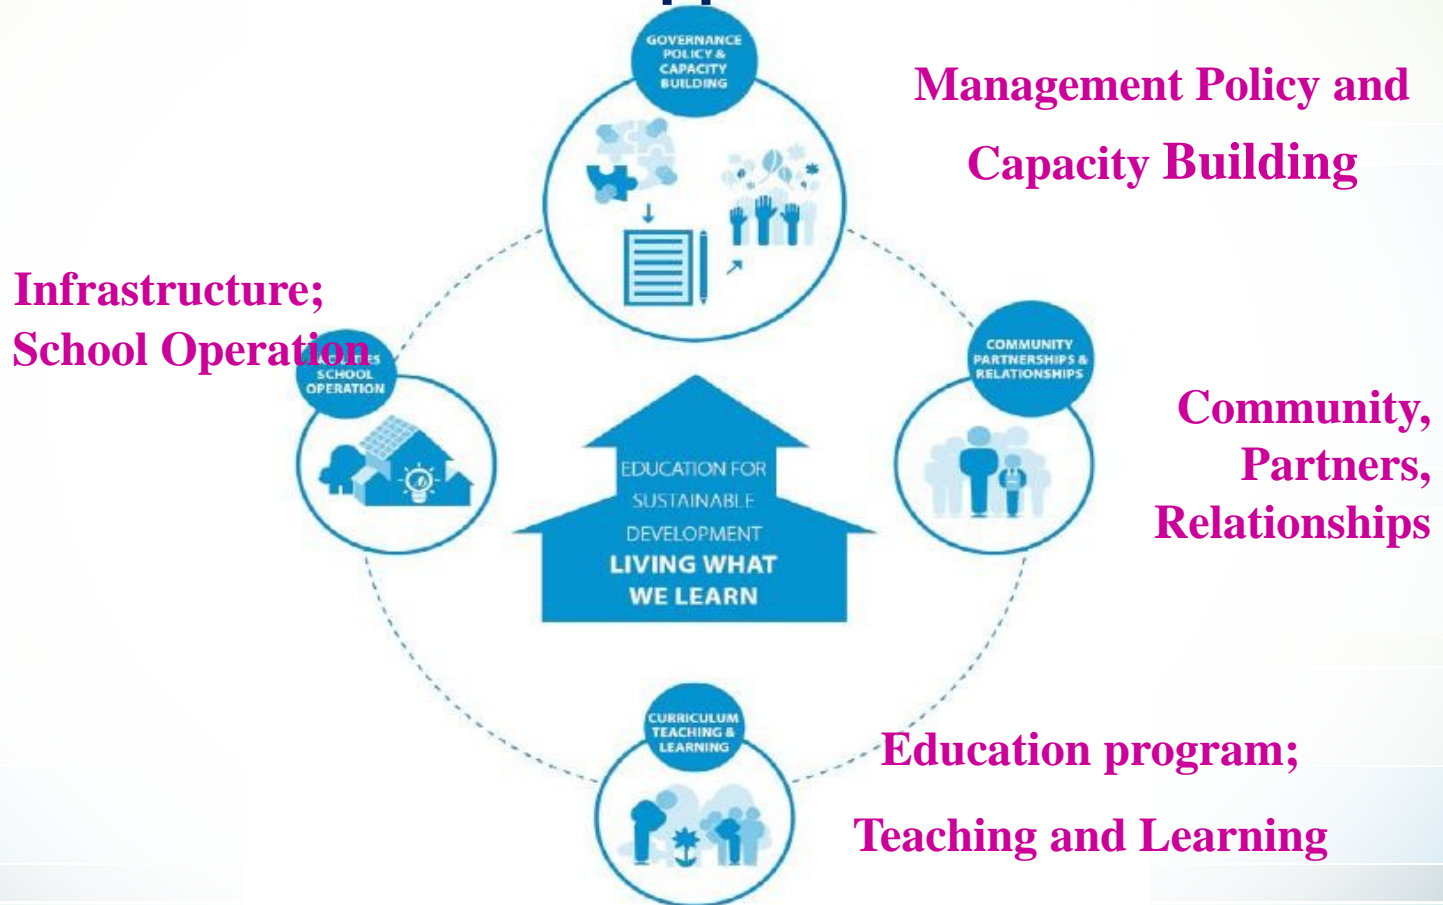 GOVERNANCE
POLICY &
CAPACITY
BUILDING
Management Policy and
Capacity Building
Infrastructure;
School Operation
SCHOOL
OPERATION
COMMUNITY
PARTNERSHIPS &
RELATIONSHIPS
Community,
Partners,
Relationships
EDUCATION FOR
SUSTAINABLE
DEVELOPMENT
LIVING WHAT
WE LEARN
CURRICULUM
TEACHING &
LEARNING
Education program;
Teaching and Learning